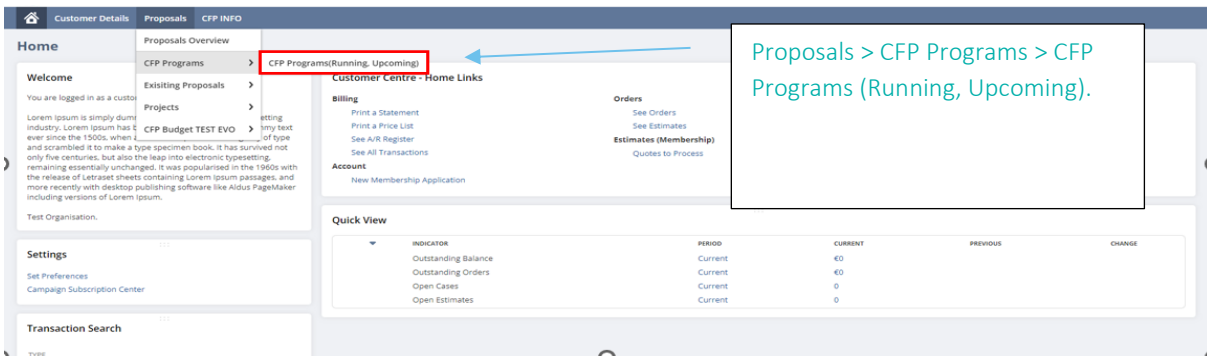 Customer Details Proposals CFP INFO
Home
Proposals Overview
CFP Programs
CFP Programs(Running, Upcoming)
Exisiting Proposals
Projects
CFP Budget TEST EVO
Proposals > CFP Programs > CFP
Programs (Running, Upcoming).
Welcome
You are logged in as a custo
Lorem Ipsum is simply dum etting
industry. Lorem Ipsum has b my text
ever since the 1500s, when a of type
and scrambled it to make a type specimen book. It has survived not
only five centuries, but also the leap into electronic typesetting,
remaining essentially unchanged. It was popularised in the 1960s with
the release of Letraset sheets containing Lorem Ipsum passages, and
more recently with desktop publishing software like Aldus PageMaker
including versions of Lorem Ipsum.
Test Organisation.
Settings
Set Preferences
Campaign Subscription Center
Transaction Search
TYPE
Customer Centre - Home Links
Billing
Print a Statement
Print a Price List
See A/R Register
See All Transactions
Account
New Membership Application
Orders
See Orders
See Estimates
Estimates (Membership)
Quotes to Process
Quick View
INDICATOR PERIOD CURRENT PREVIOUS CHANGE
Outstanding Balance Current €0
Outstanding Orders Current €0
Open Cases Current 0
Open Estimates Current 0